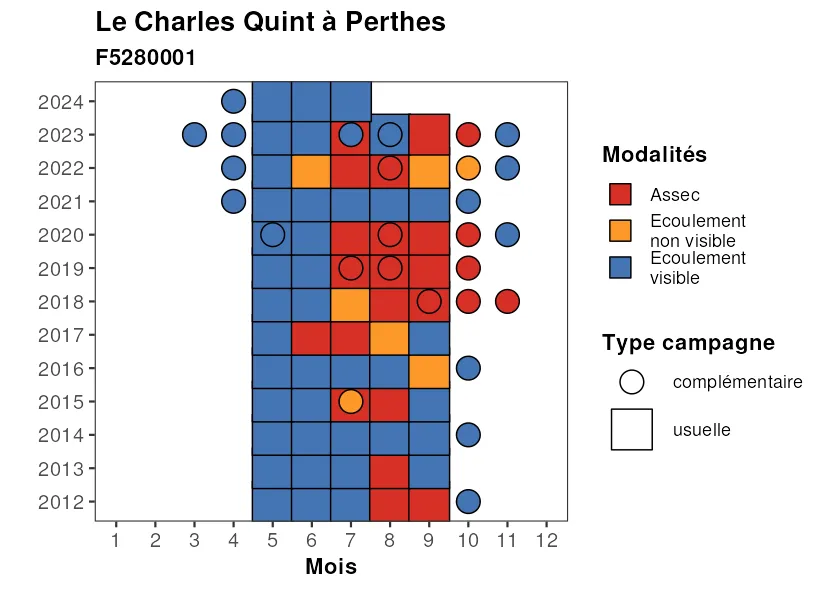 Le Charles Quint à Perthes
F5280001
2024
2023
2022
2021
2020
2019
2018
2017
2016
2015
2014
2013
2012
1 2 3 4 5 6 7 8 9 10 11 12
Mois
Modalités
Assec
Ecoulement
non visible
Ecoulement
visible
Type campagne
complémentaire
usuelle